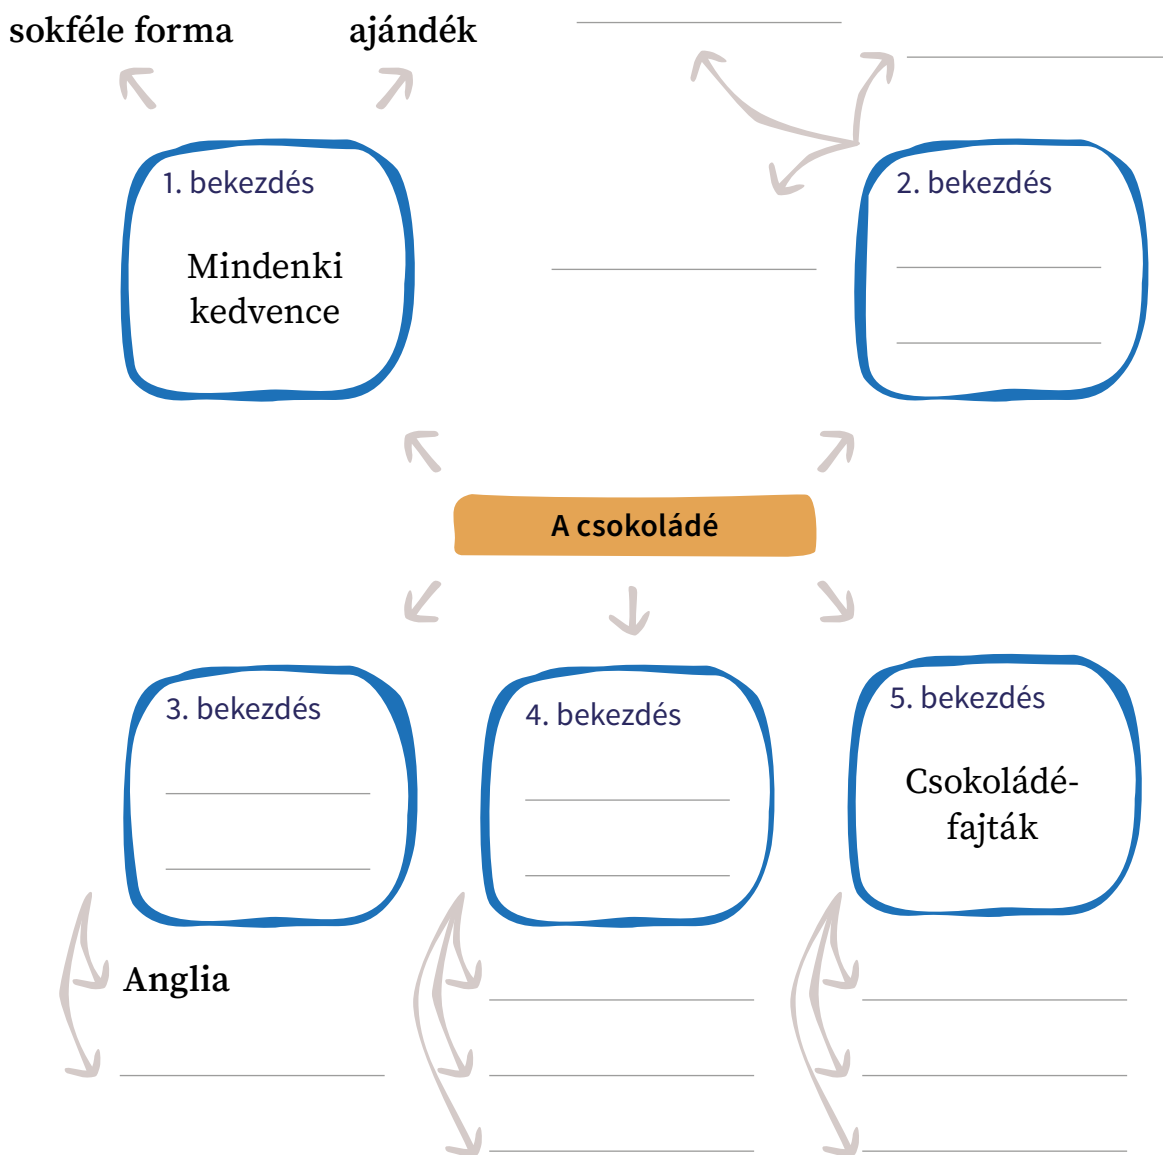 sokféle forma
ajándék
1. bekezdés
Mindenki
kedvence
2. bekezdés
A csokoládé
3. bekezdés
4. bekezdés
5. bekezdés
Csokoládé-
fajták
Anglia